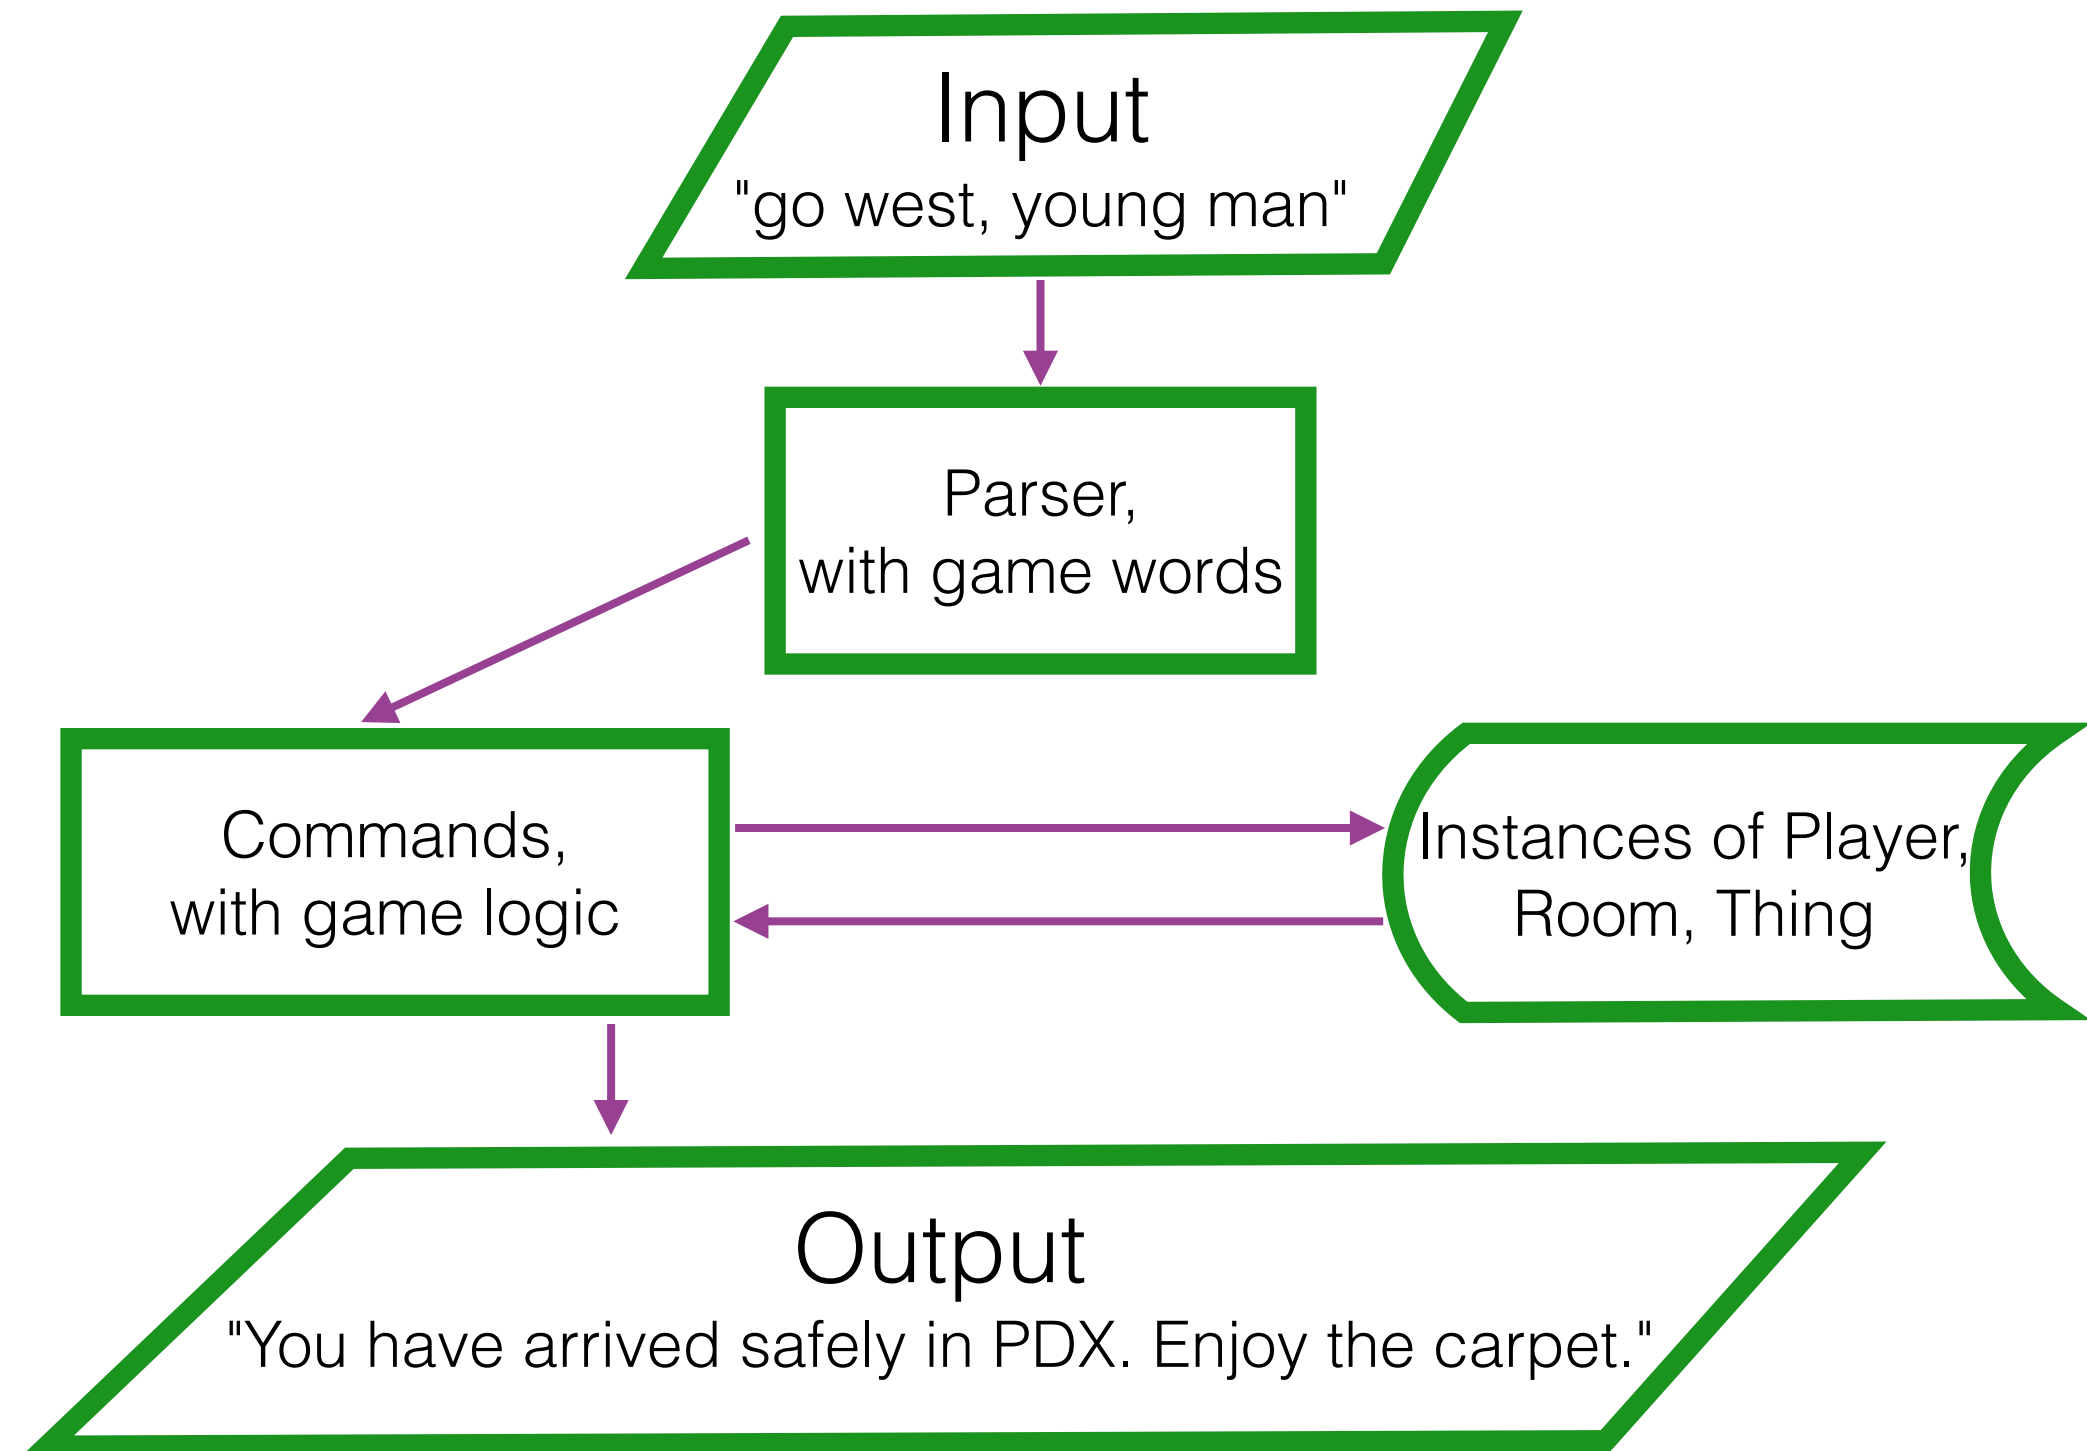 Input
"go west, young man"
Parser,
with game words
Commands,
with game logic
Instances of Player,
Room, Thing
Output
"You have arrived safely in PDX. Enjoy the carpet."